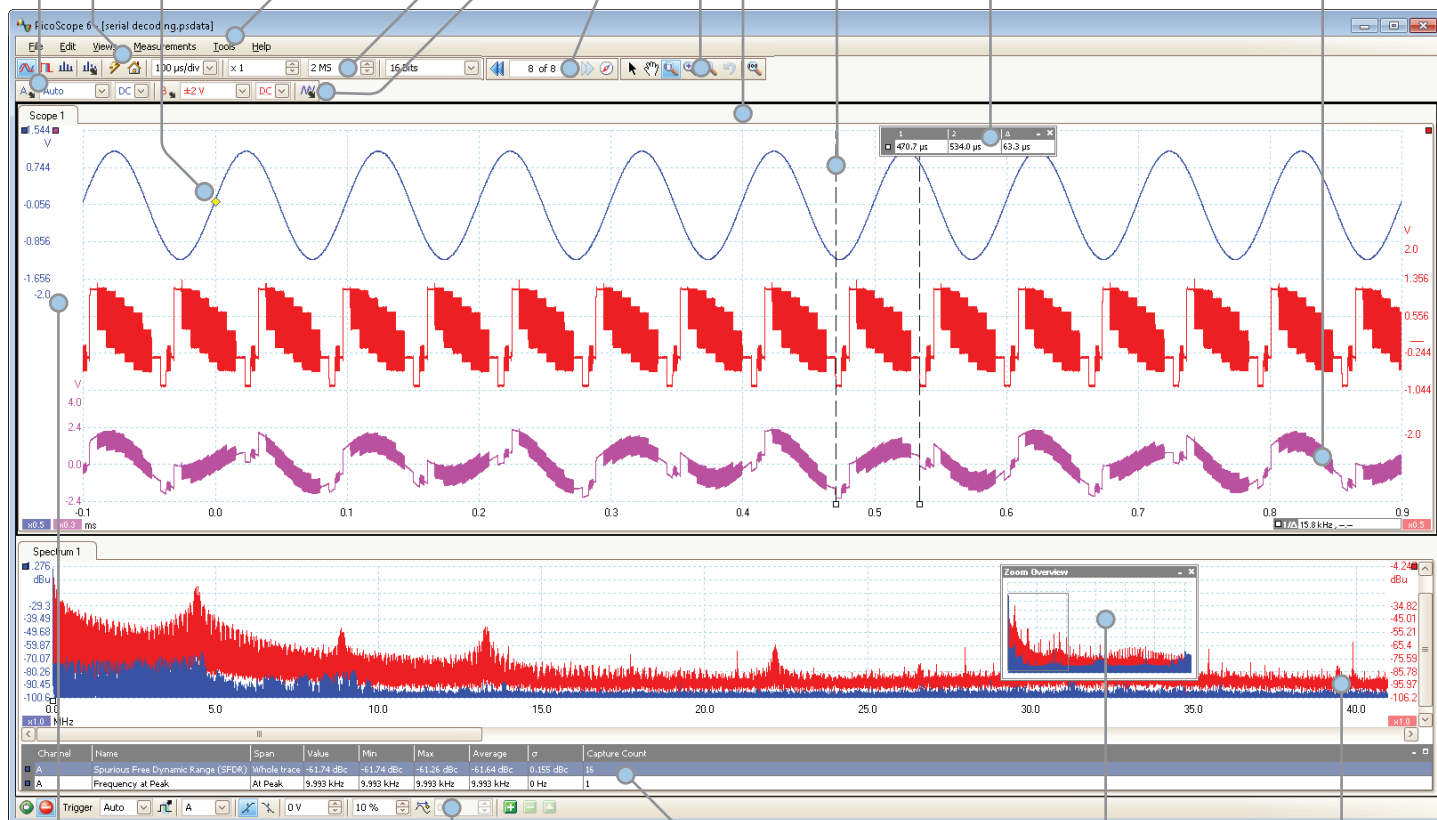 PicoScope 6 - [serial decoding.psdata]
File Edit Views Measurements Tools Help
100 µs/div x 1 2 MS 16 Bits 8 of 8
A Auto DC B ±2 V DC
Scope 1
1.544
V
0.744
-0.056
-0.856
-1.656
-2.0
1 2 Δ
470.7 µs 534.0 µs 63.3 µs
V
2.0
1.356
0.556
-0.244
-1.044
-2.0
V
4.0
2.4
0.0
-2.4
-0.1 0.0 0.1 0.2 0.3 0.4 0.5 0.6 0.7 0.8 0.9
x0.5 x0.3 ms 1/Δ 15.8 kHz , --.-- x0.5
Spectrum 1
1.276
dBu
-29.3
-39.49
-49.68
-59.87
-70.07
-80.26
-90.45
-100.6
Zoom Overview
dBu
-34.82
-45.01
-55.21
-65.4
-75.59
-85.78
-95.97
-106.2
0.0 5.0 10.0 15.0 20.0 25.0 30.0 35.0 40.0
x1.0 MHz x1.0
Channel Name Span Value Min Max Average σ Capture Count
A Spurious Free Dynamic Range (SFDR) Whole trace -61.74 dBc -61.74 dBc -61.26 dBc -61.64 dBc 0.155 dBc 16
A Frequency at Peak At Peak 9.993 kHz 9.993 kHz 9.993 kHz 9.993 kHz 0 Hz 1
Trigger Auto A 0 V 10 %